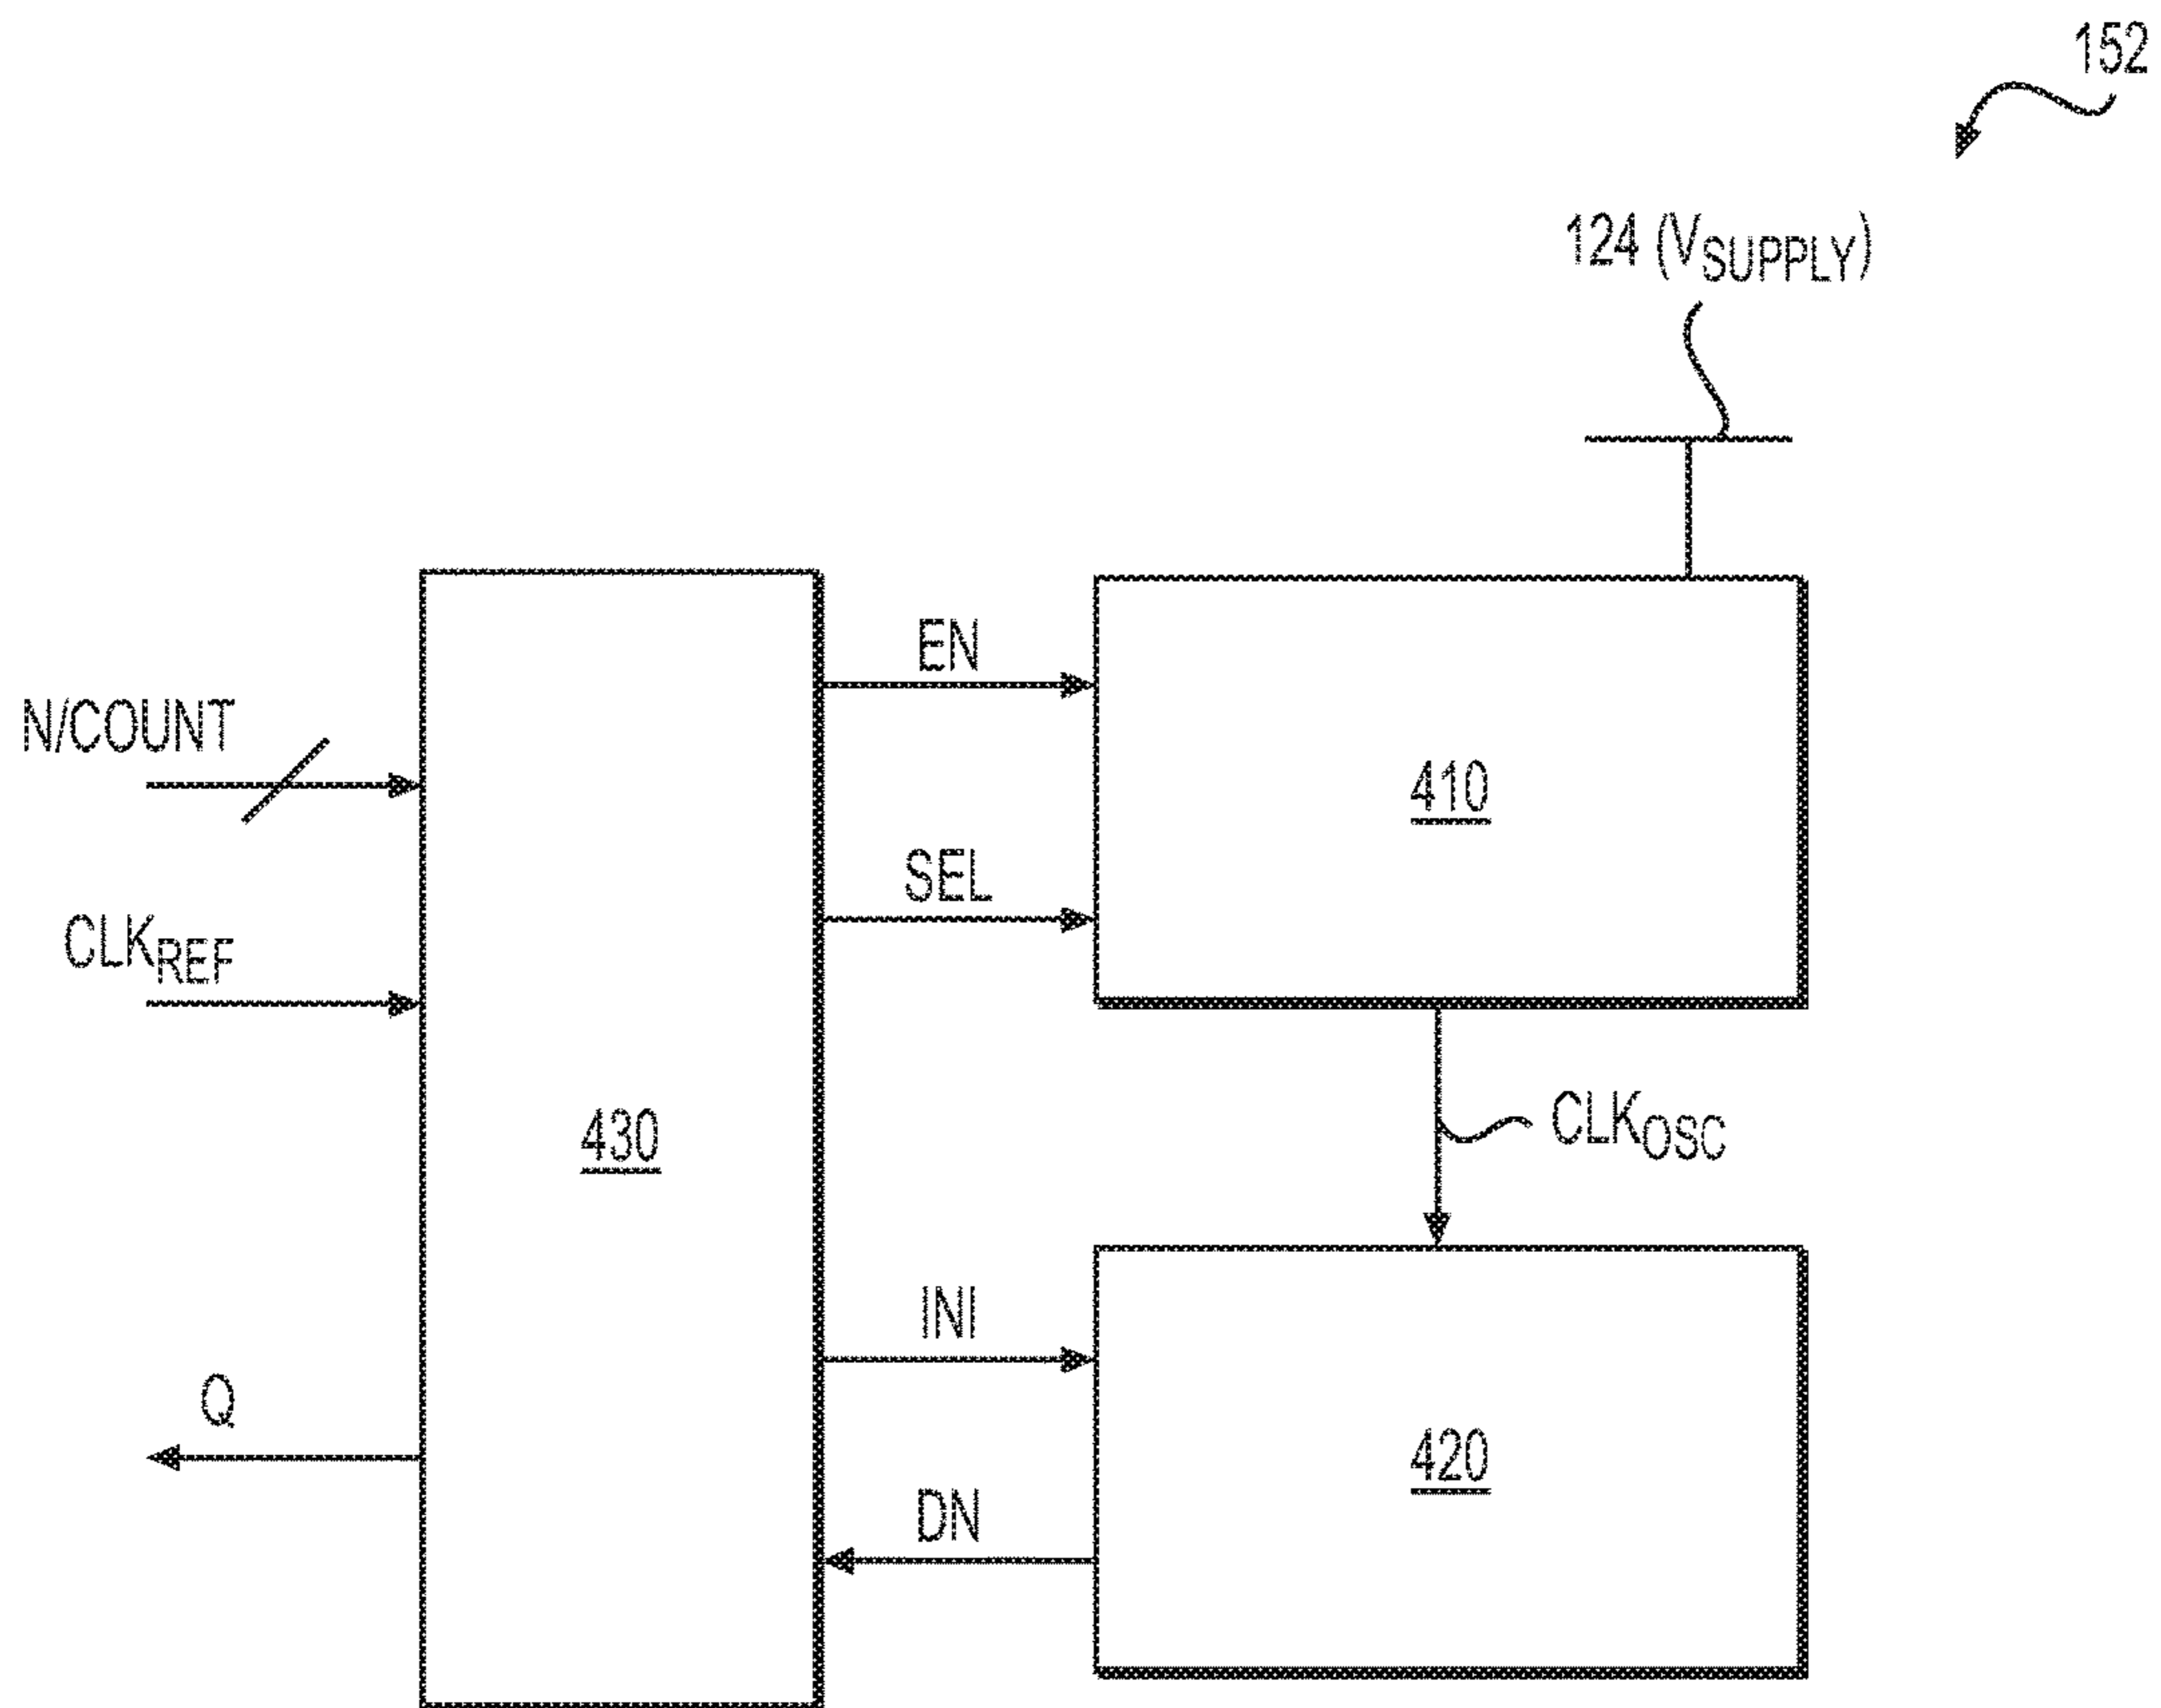 152
124 (VSUPPLY)
EN
N/COUNT
410
SEL
CLKREF
CLKOSC
430
INI
Q
420
DN